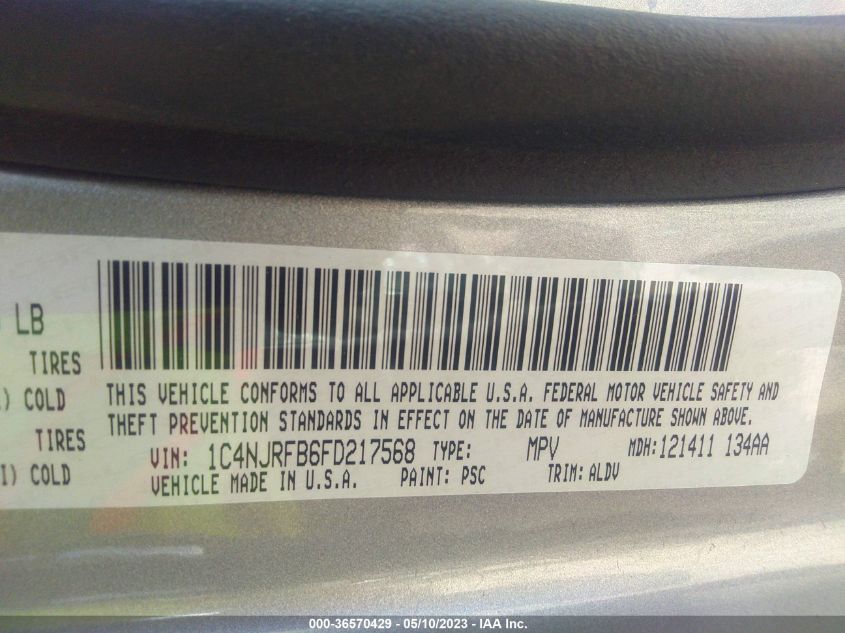 LB
TIRES
) COLD
TIRES
I) COLD
THIS VEHICLE CONFORMS TO ALL APPLICABLE U.S.A. FEDERAL MOTOR VEHICLE SAFETY AND
THEFT PREVENTION STANDARDS IN EFFECT ON THE DATE OF MANUFACTURE SHOWN ABOVE.
VIN: 1C4NJRFB6FD217568 TYPE: MPV MDH:121411 134AA
VEHICLE MADE IN U.S.A. PAINT: PSC TRIM: ALDV
000-36570429 - 05/10/2023 - IAA Inc.